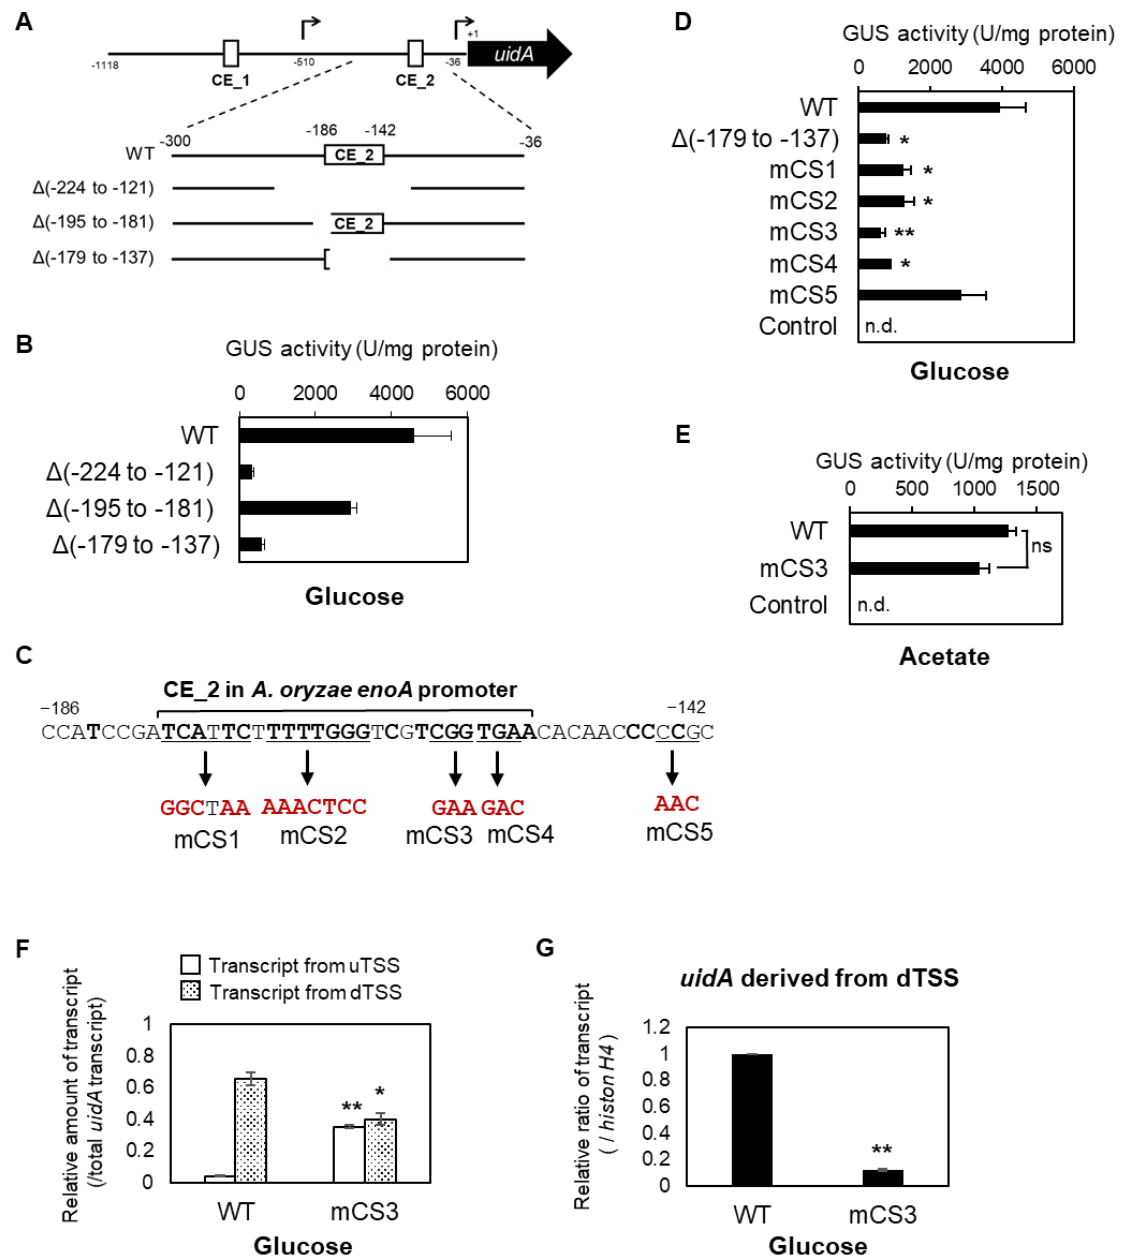 A
-1118
CE_1
-510
CE_2
-36
+1
uidA
-300
-186
-142
-36
WT
CE_2
Δ(-224 to -121)
Δ(-195 to -181)
CE_2
Δ(-179 to -137)
B
GUS activity (U/mg protein)
0 2000 4000 6000
WT
Δ(-224 to -121)
Δ(-195 to -181)
Δ(-179 to -137)
Glucose
C
CE_2 in A. oryzae enoA promoter
−186
−142
CCATCCGATCATTCTTTTTGGGTCGTCGGTGAACACAACCCCCGC
GGCTAA AAACTCC GAA GAC AAC
mCS1 mCS2 mCS3 mCS4 mCS5
D
GUS activity (U/mg protein)
0 2000 4000 6000
WT
Δ(-179 to -137) *
mCS1 *
mCS2 *
mCS3 **
mCS4 *
mCS5
Control n.d.
Glucose
E
GUS activity (U/mg protein)
0 500 1000 1500
WT
ns
mCS3
Control n.d.
Acetate
F
Transcript from uTSS
Transcript from dTSS
Relative amount of transcript
(/total uidA transcript)
1
0.8
0.6
0.4
0.2
0
** *
WT mCS3
Glucose
G
uidA derived from dTSS
Relative ratio of transcript
( / histon H4 )
1.2
1
0.8
0.6
0.4
0.2
0
**
WT mCS3
Glucose